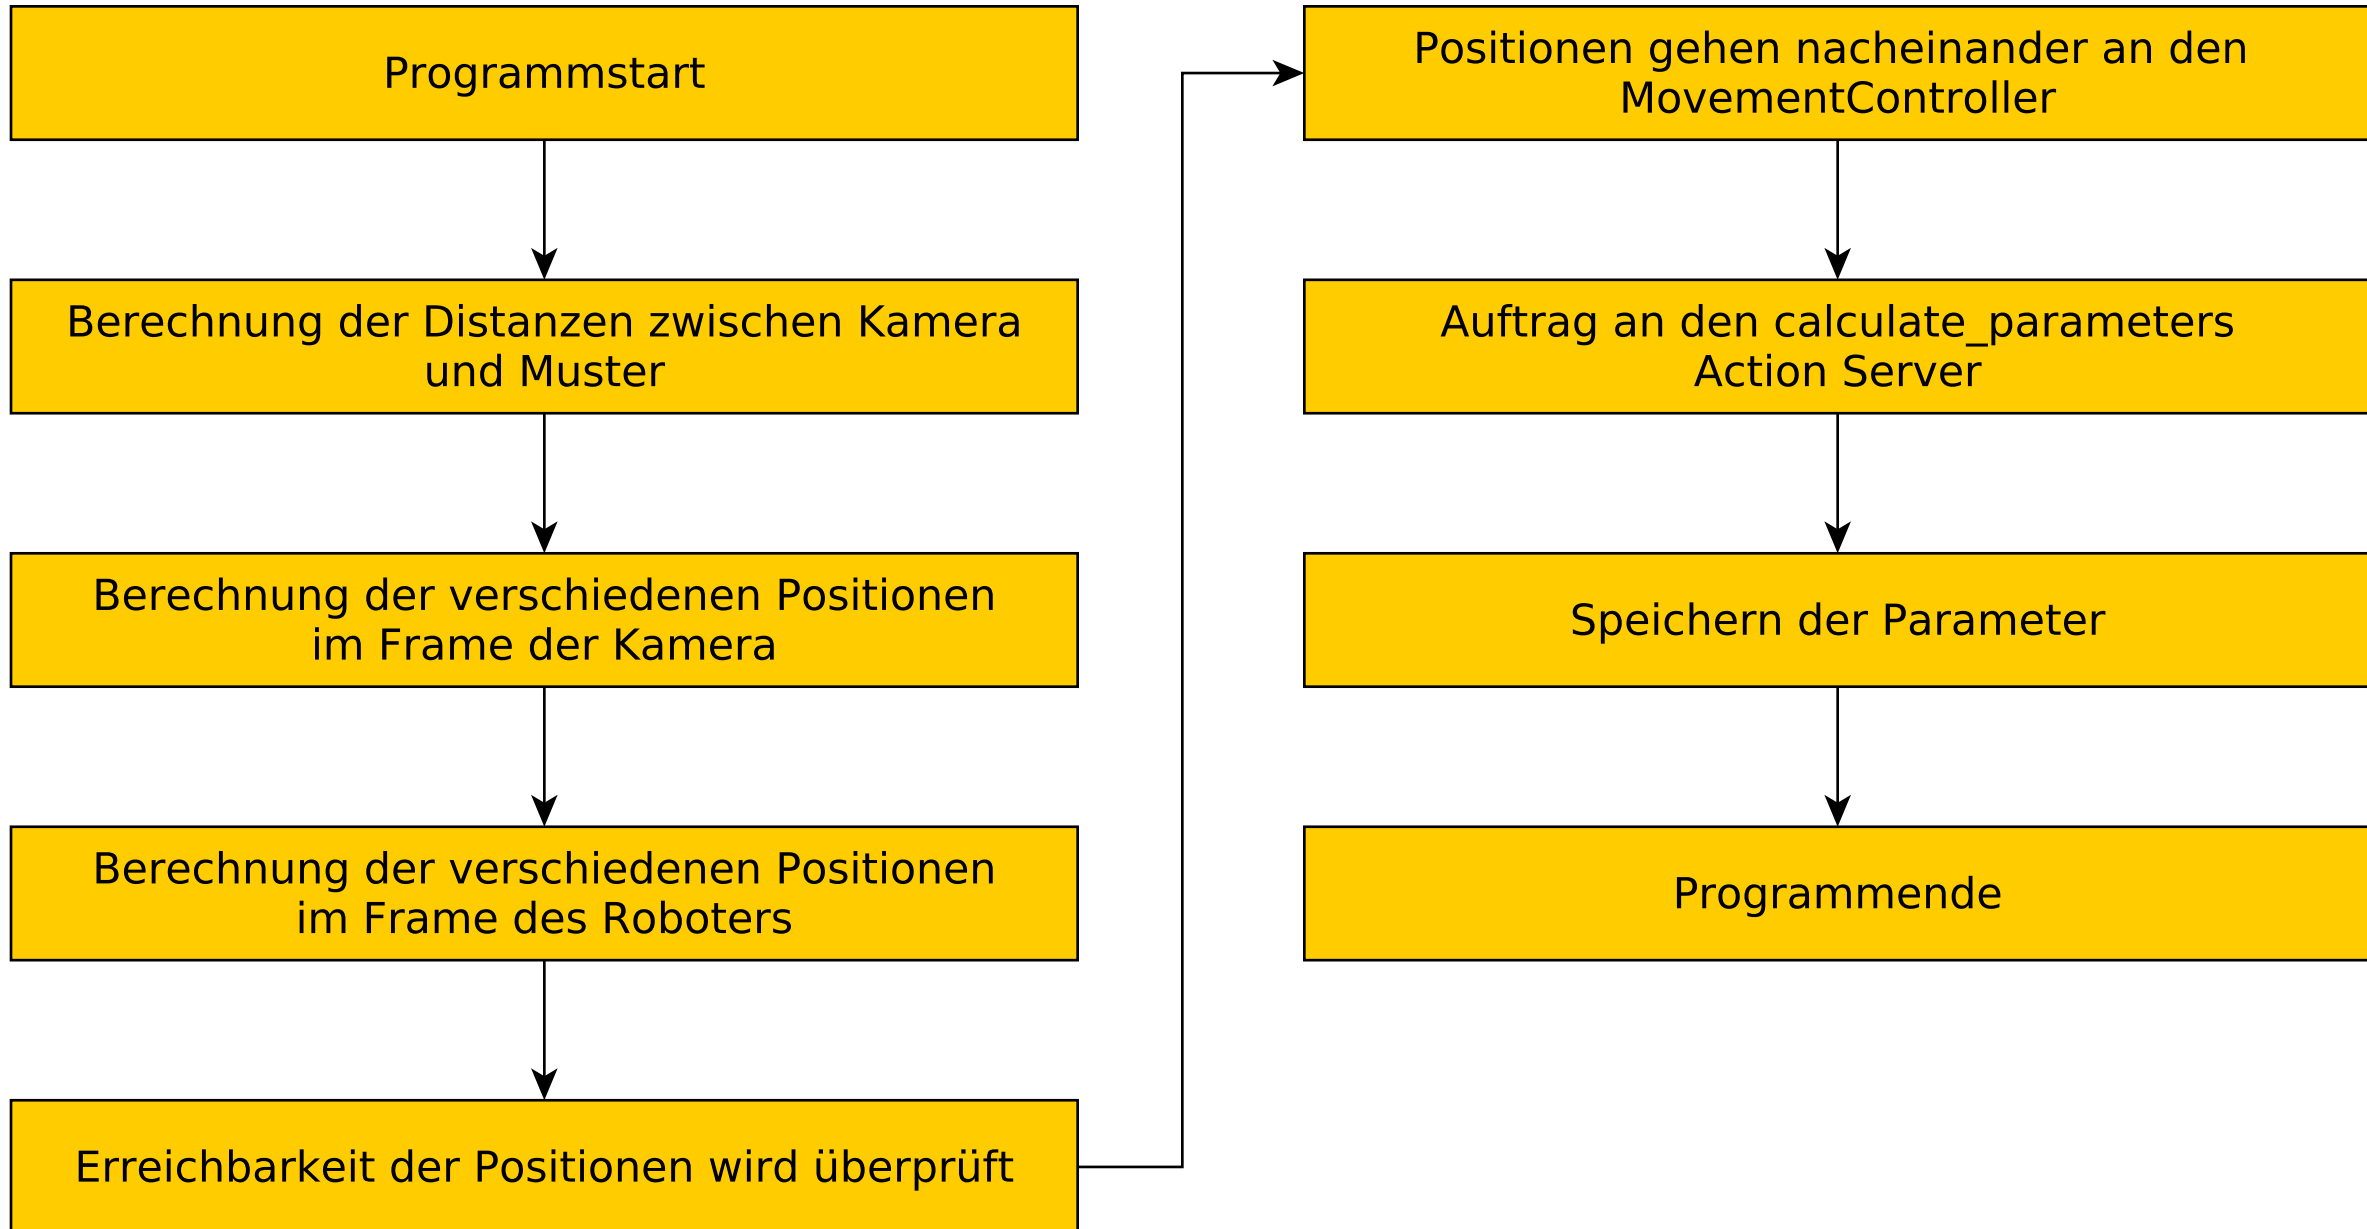 Programmstart
Berechnung der Distanzen zwischen Kamera
und Muster
Berechnung der verschiedenen Positionen
im Frame der Kamera
Berechnung der verschiedenen Positionen
im Frame des Roboters
Erreichbarkeit der Positionen wird überprüft
Positionen gehen nacheinander an den
MovementController
Auftrag an den calculate_parameters
Action Server
Speichern der Parameter
Programmende